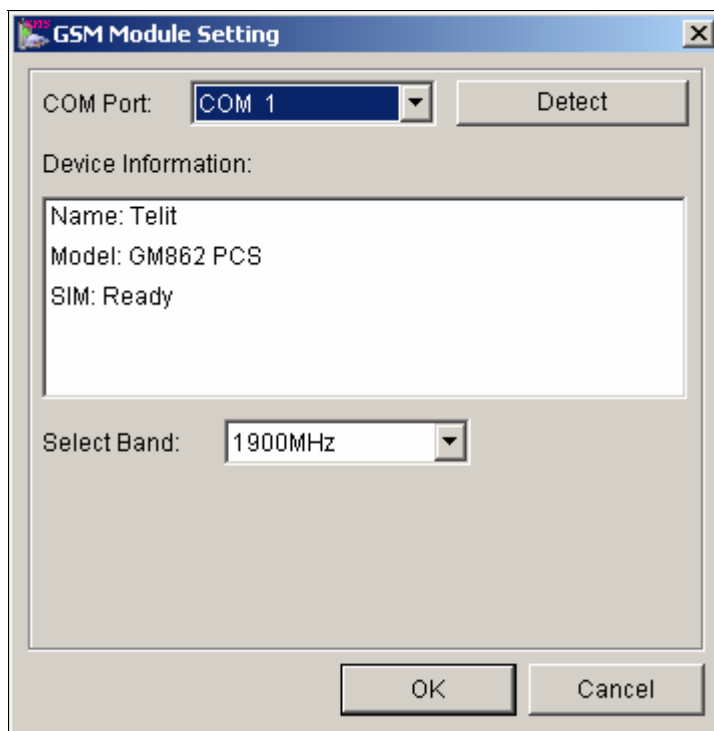 GSM Module Setting
COM Port: COM 1 Detect
Device Information:
Name: Telit
Model: GM862 PCS
SIM: Ready
Select Band: 1900MHz
OK Cancel